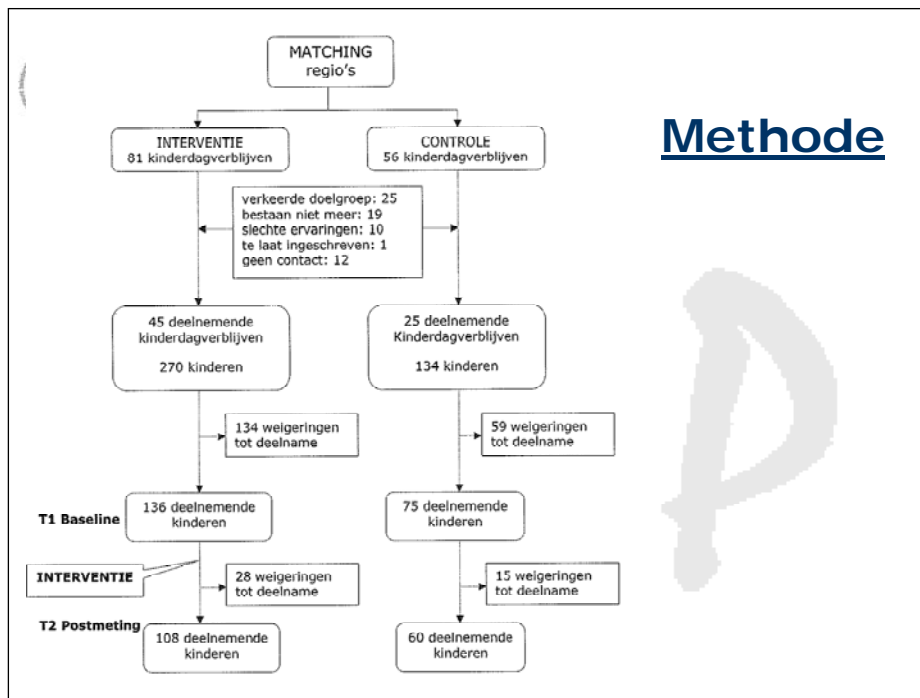 MATCHING
regio's
Methode
INTERVENTIE
81 kinderdagverblijven
CONTROLE
56 kinderdagverblijven
verkeerde doelgroep: 25
bestaan niet meer: 19
slechte ervaringen: 10
te laat ingeschreven: 1
geen contact: 12
45 deelnemende
kinderdagverblijven
270 kinderen
25 deelnemende
Kinderdagverblijven
134 kinderen
134 weigeringen
tot deelname
59 weigeringen
tot deelname
T1 Baseline
136 deelnemende
kinderen
75 deelnemende
kinderen
INTERVENTIE
28 weigeringen
tot deelname
15 weigeringen
tot deelname
T2 Postmeting
108 deelnemende
kinderen
60 deelnemende
kinderen